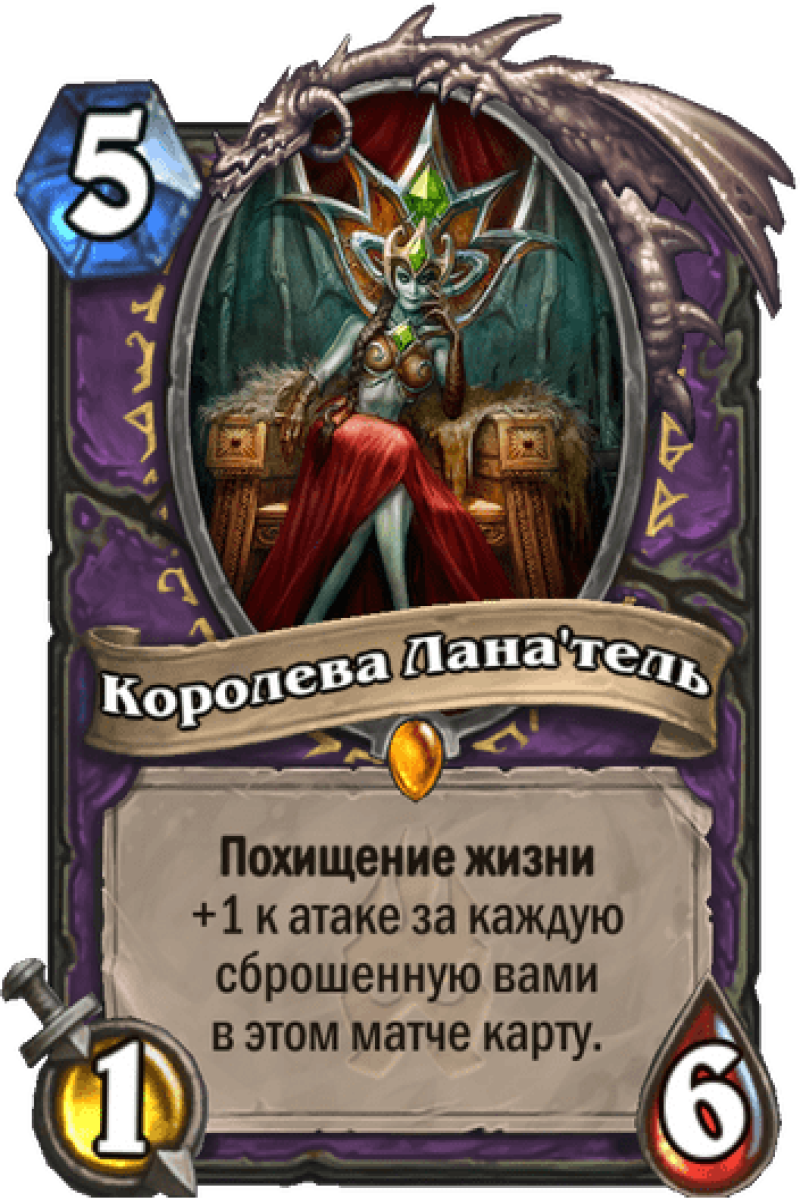 5
Королева Лана'тель
Похищение жизни
+1 к атаке за каждую
сброшенную вами
в этом матче карту.
1
6